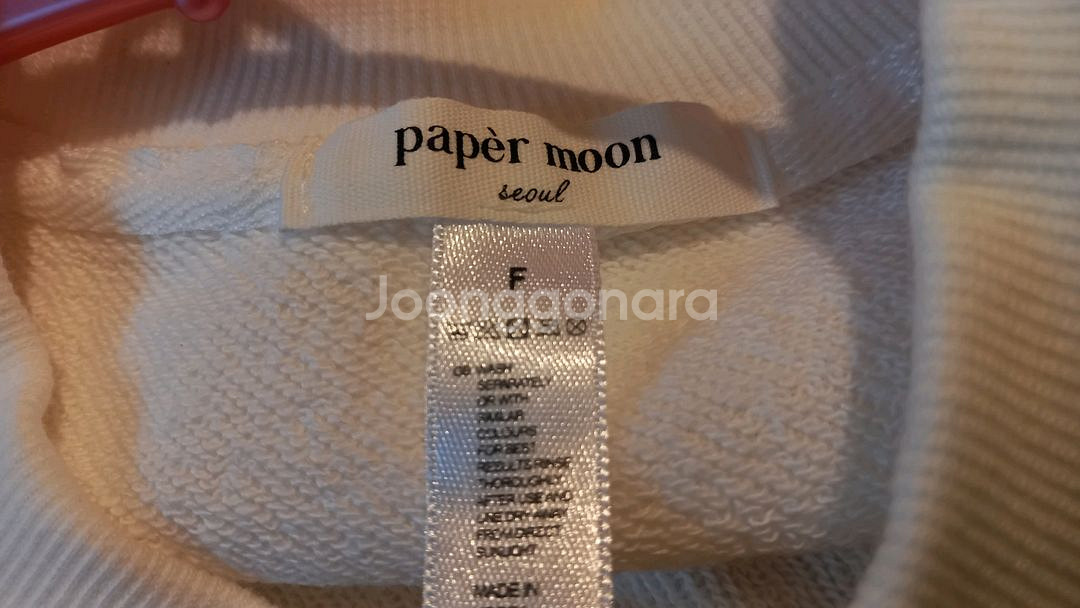 papèr moon
seoul
F
Joonggonara
GB WASH
SEPARATELY
OR WITH
SIMILAR
COLOURS
FOR BEST
RESULTS RINSE
THOROUGHLY
AFTER USE AND
LINE DRY AWAY
FROM DIRECT
SUNLIGHT
MADE IN